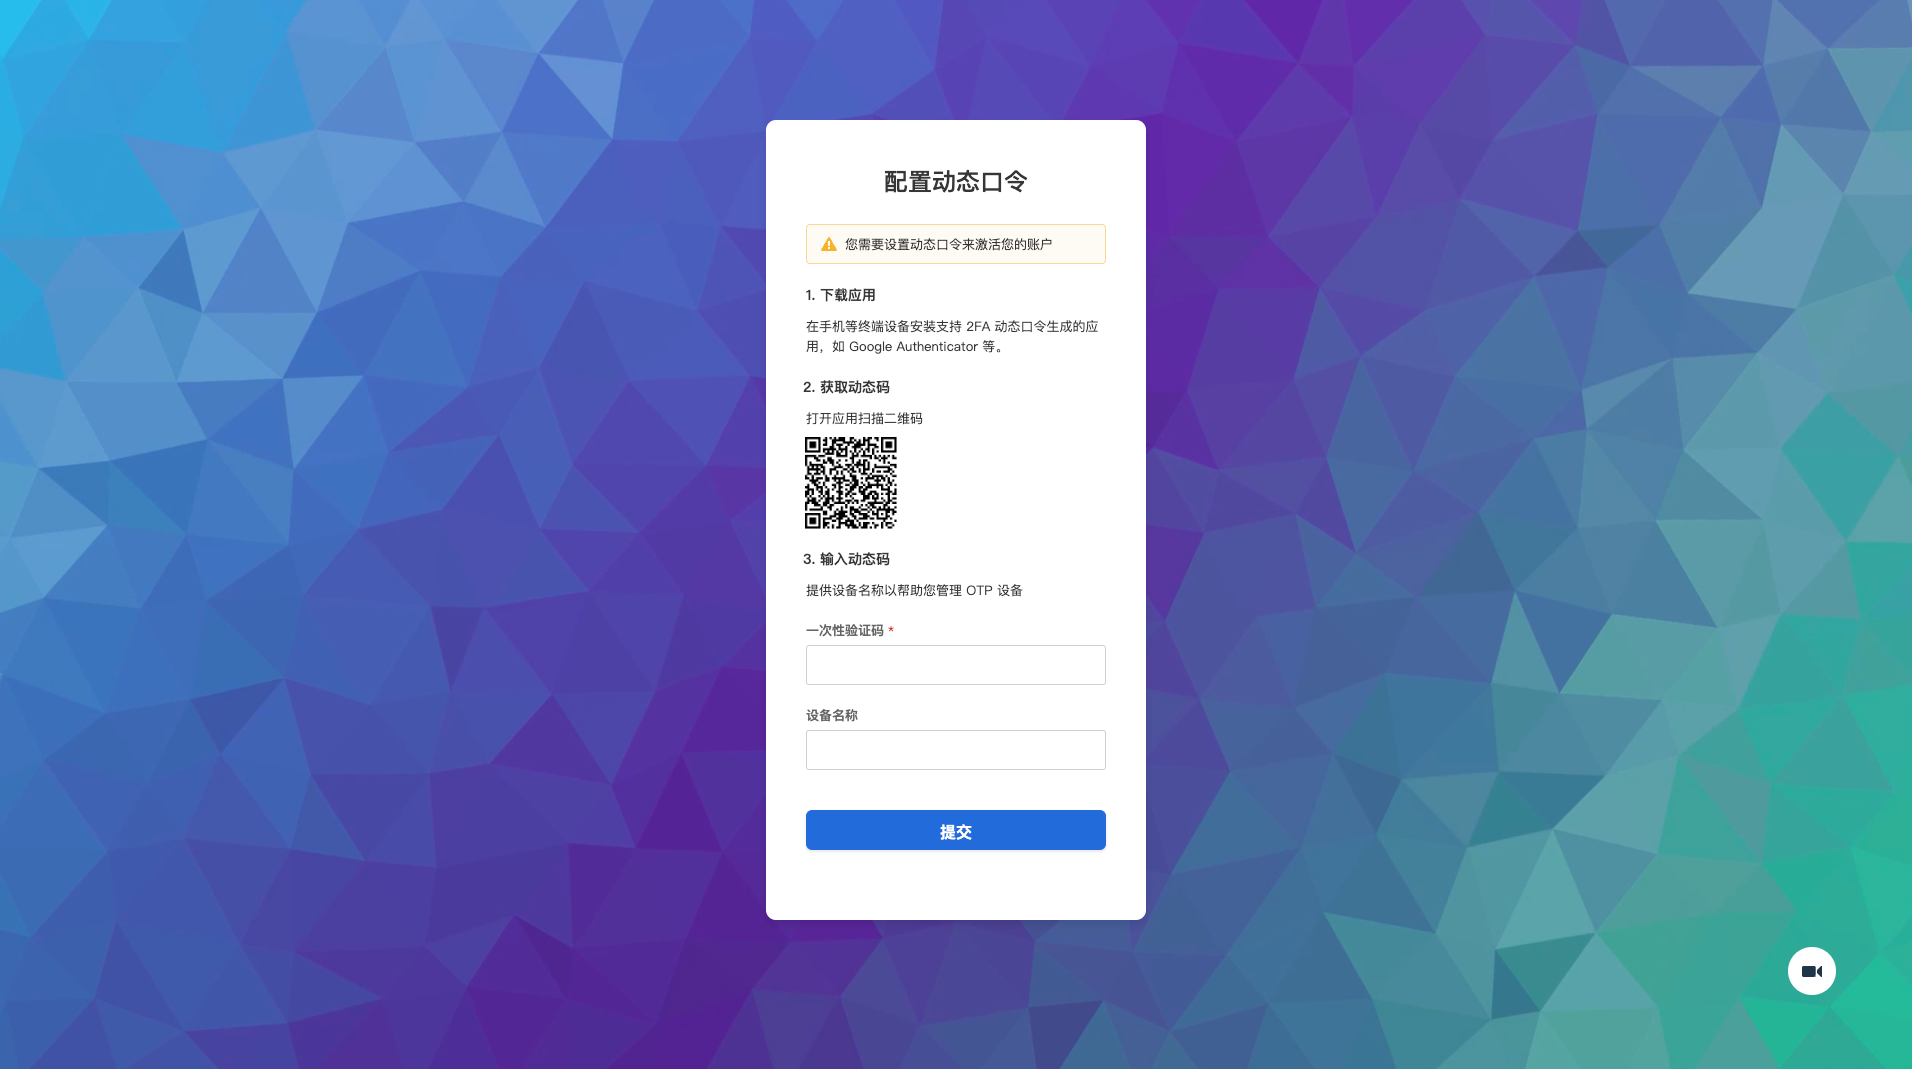 配置动态口令
您需要设置动态口令来激活您的账户
1. 下载应用
在手机等终端设备安装支持 2FA 动态口令生成的应
用，如 Google Authenticator 等。
2. 获取动态码
打开应用扫描二维码
3. 输入动态码
提供设备名称以帮助您管理 OTP 设备
一次性验证码 *
设备名称
提交